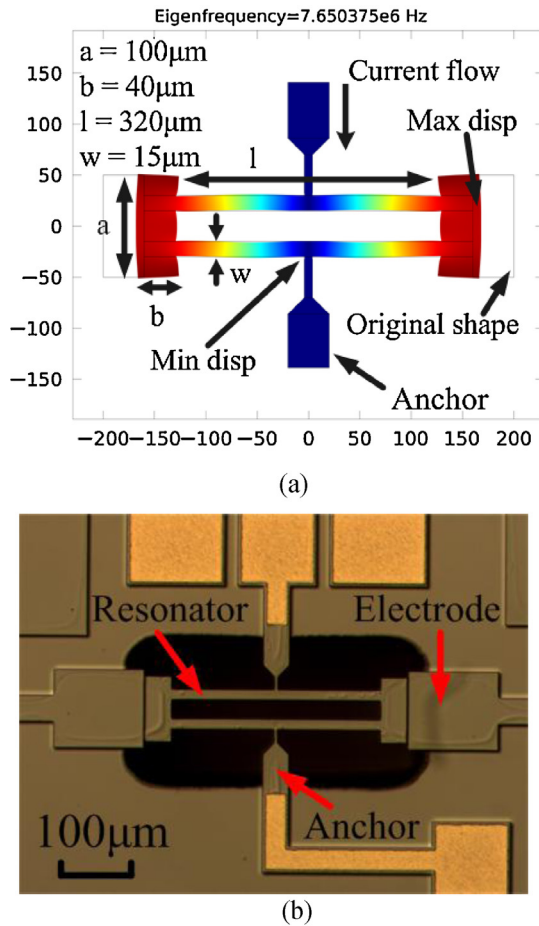 Eigenfrequency=7.650375e6 Hz
a = 100μm
b = 40μm
l = 320μm
w = 15μm
Current flow
Max disp
l
a
w
b
Min disp
Original shape
Anchor
150
100
50
0
−50
−100
−150
−200 −150 −100 −50 0 50 100 150 200
(a)
Resonator
Electrode
Anchor
100μm
(b)